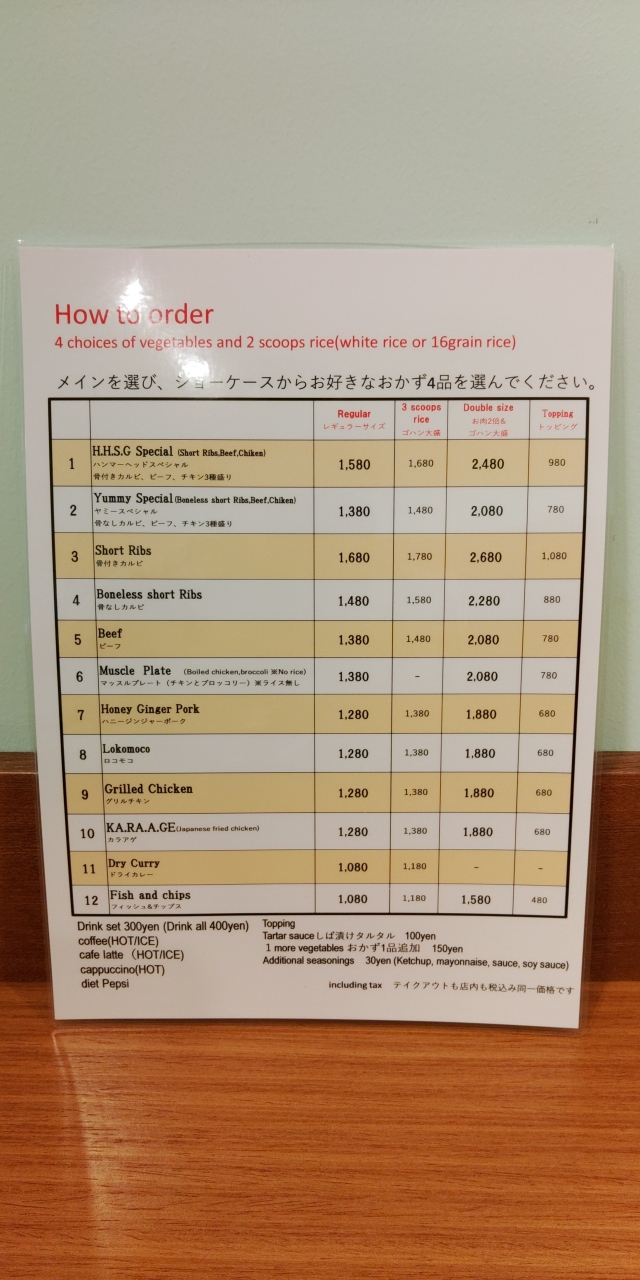 How to order
4 choices of vegetables and 2 scoops rice(white rice or 16grain rice)
メインを選び、ショーケースからお好きなおかず4品を選んでください。
Regular 3 scoops rice Double size Topping
レギュラーサイズ ゴハン大盛 お肉2倍&ゴハン大盛 トッピング
1 H.H.S.G Special (Short Ribs,Beef,Chiken) 1,580 1,680 2,480 980
ハンマーヘッドスペシャル
骨付きカルビ、ビーフ、チキン3種盛り
2 Yummy Special (Boneless short Ribs,Beef,Chiken) 1,380 1,480 2,080 780
ヤミースペシャル
骨なしカルビ、ビーフ、チキン3種盛り
3 Short Ribs 1,680 1,780 2,680 1,080
骨付きカルビ
4 Boneless short Ribs 1,480 1,580 2,280 880
骨なしカルビ
5 Beef 1,380 1,480 2,080 780
ビーフ
6 Muscle Plate (Boiled chicken,broccoli ※No rice) 1,380 - 2,080 780
マッスルプレート（チキンとブロッコリー）※ライス無し
7 Honey Ginger Pork 1,280 1,380 1,880 680
ハニージンジャーポーク
8 Lokomoco 1,280 1,380 1,880 680
ロコモコ
9 Grilled Chicken 1,280 1,380 1,880 680
グリルチキン
10 KA.RA.A.GE (Japanese fried chicken) 1,280 1,380 1,880 680
カラアゲ
11 Dry Curry 1,080 1,180 - -
ドライカレー
12 Fish and chips 1,080 1,180 1,580 480
フィッシュ&チップス
Drink set 300yen (Drink all 400yen)
coffee(HOT/ICE)
cafe latte （HOT/ICE)
cappuccino(HOT)
diet Pepsi
Topping
Tartar sauceしば漬けタルタル 100yen
1 more vegetables おかず1品追加 150yen
Additional seasonings 30yen (Ketchup, mayonnaise, sauce, soy sauce)
including tax テイクアウトも店内も税込み同一価格です